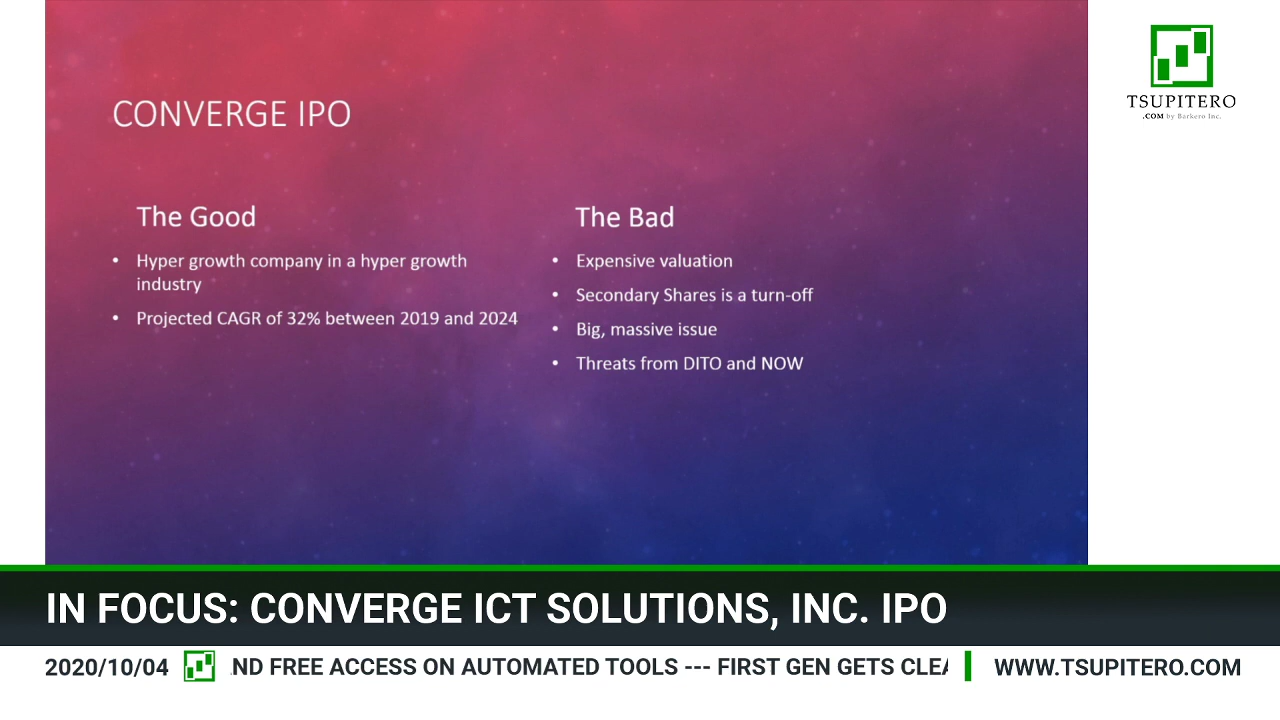 CONVERGE IPO
The Good
• Hyper growth company in a hyper growth
industry
• Projected CAGR of 32% between 2019 and 2024
The Bad
• Expensive valuation
• Secondary Shares is a turn-off
• Big, massive issue
• Threats from DITO and NOW
TSUPITERO
.COM by Barkero Inc.
IN FOCUS: CONVERGE ICT SOLUTIONS, INC. IPO
2020/10/04 ND FREE ACCESS ON AUTOMATED TOOLS --- FIRST GEN GETS CLEA WWW.TSUPITERO.COM